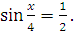 sin x/4 = 1/2.